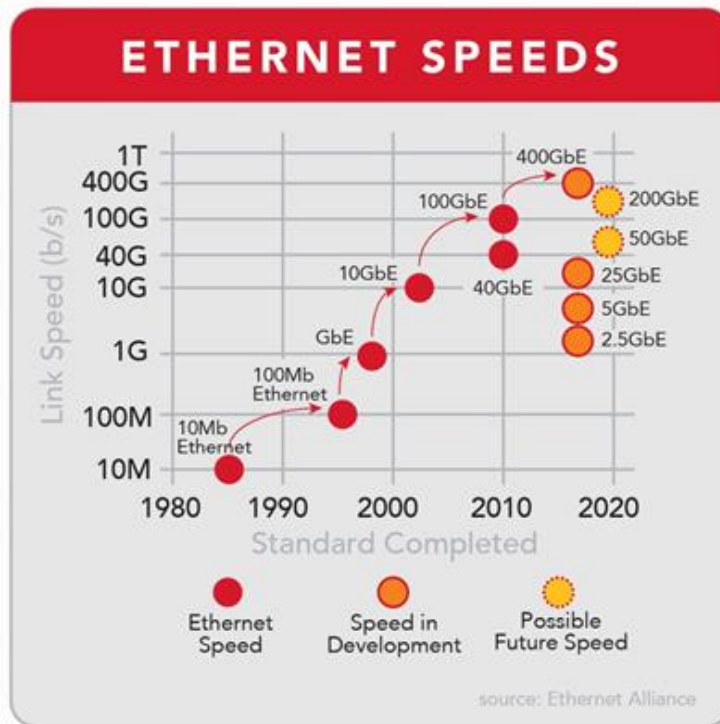 ETHERNET SPEEDS
Link Speed (b/s)
1T
400G
100G
40G
10G
1G
100M
10M
400GbE
200GbE
100GbE
50GbE
10GbE
40GbE
25GbE
5GbE
GbE
2.5GbE
100Mb
Ethernet
10Mb
Ethernet
1980 1990 2000 2010 2020
Standard Completed
Ethernet
Speed
Speed in
Development
Possible
Future Speed
source: Ethernet Alliance